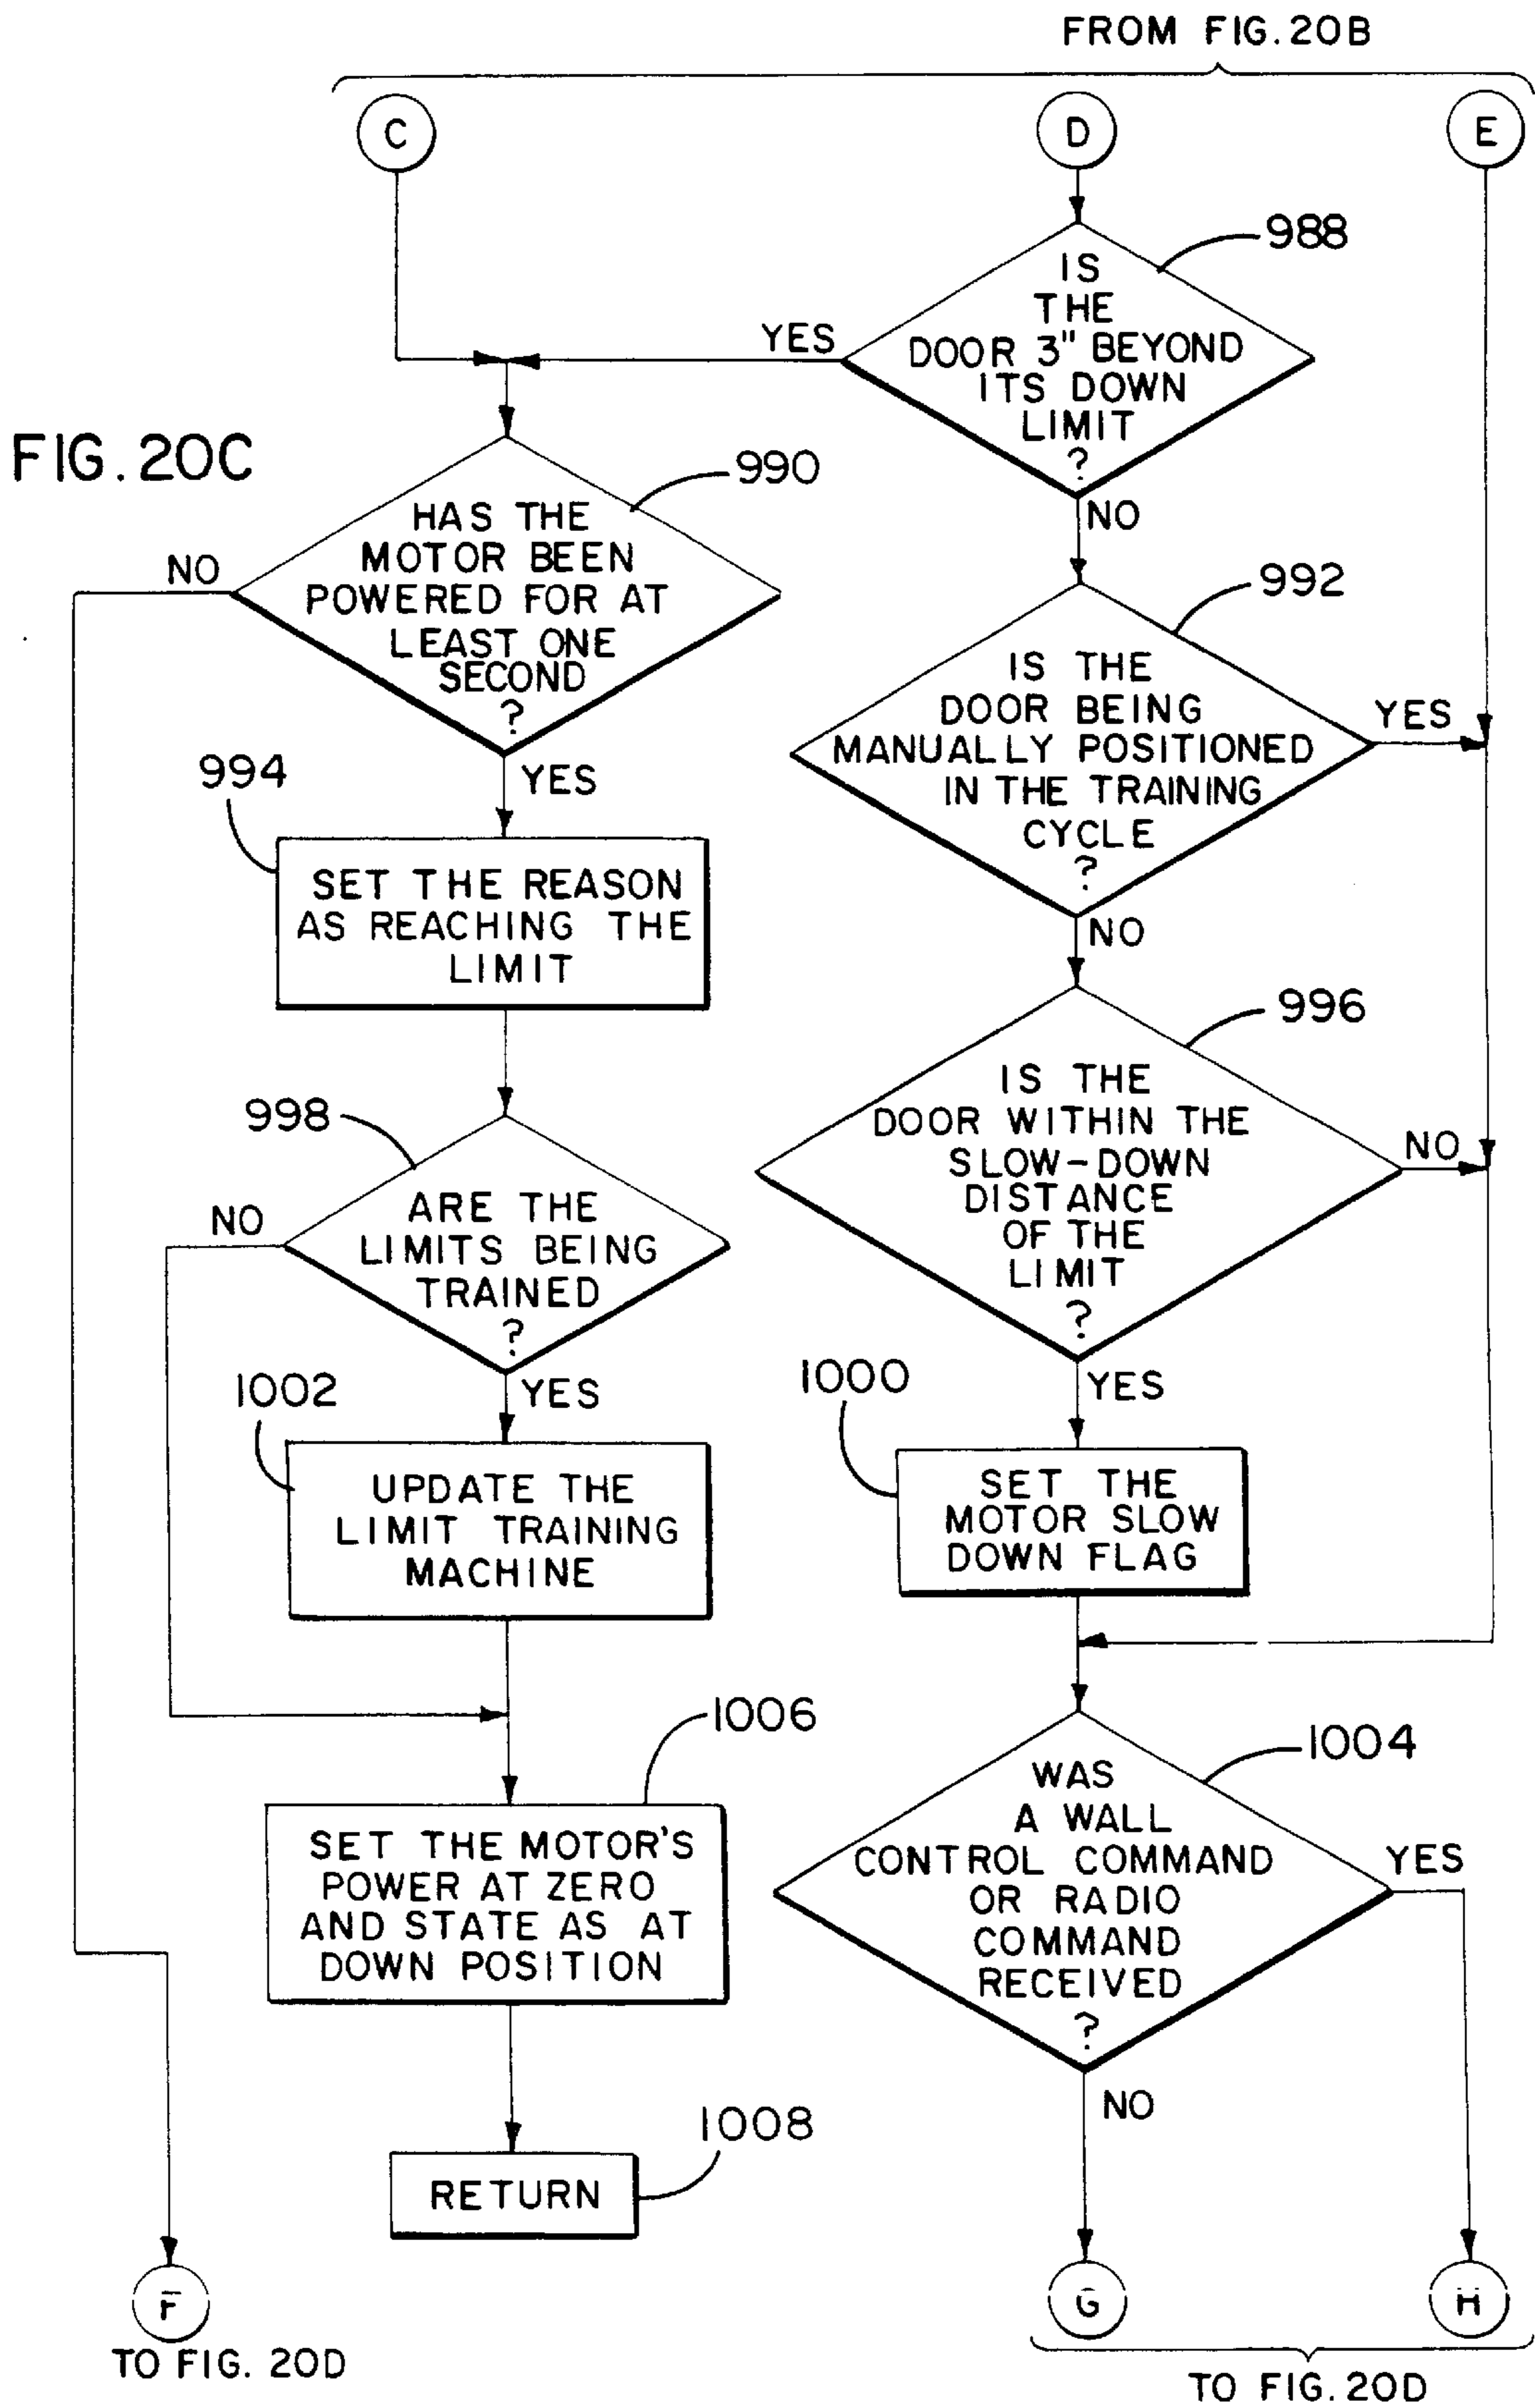 FROM FIG. 20B
C
D
E
988
IS
THE
DOOR 3" BEYOND
ITS DOWN
LIMIT
?
YES
NO
FIG. 20C
990
HAS THE
MOTOR BEEN
POWERED FOR AT
LEAST ONE
SECOND
?
NO
YES
992
IS THE
DOOR BEING
MANUALLY POSITIONED
IN THE TRAINING
CYCLE
?
YES
NO
994
SET THE REASON
AS REACHING THE
LIMIT
996
IS THE
DOOR WITHIN THE
SLOW-DOWN
DISTANCE
OF THE
LIMIT
?
NO
YES
998
ARE THE
LIMITS BEING
TRAINED
?
NO
YES
1000
SET THE
MOTOR SLOW
DOWN FLAG
1002
UPDATE THE
LIMIT TRAINING
MACHINE
1004
WAS
A WALL
CONTROL COMMAND
OR RADIO
COMMAND
RECEIVED
?
YES
NO
1006
SET THE MOTOR'S
POWER AT ZERO
AND STATE AS AT
DOWN POSITION
1008
RETURN
F
TO FIG. 20D
G
H
TO FIG. 20D